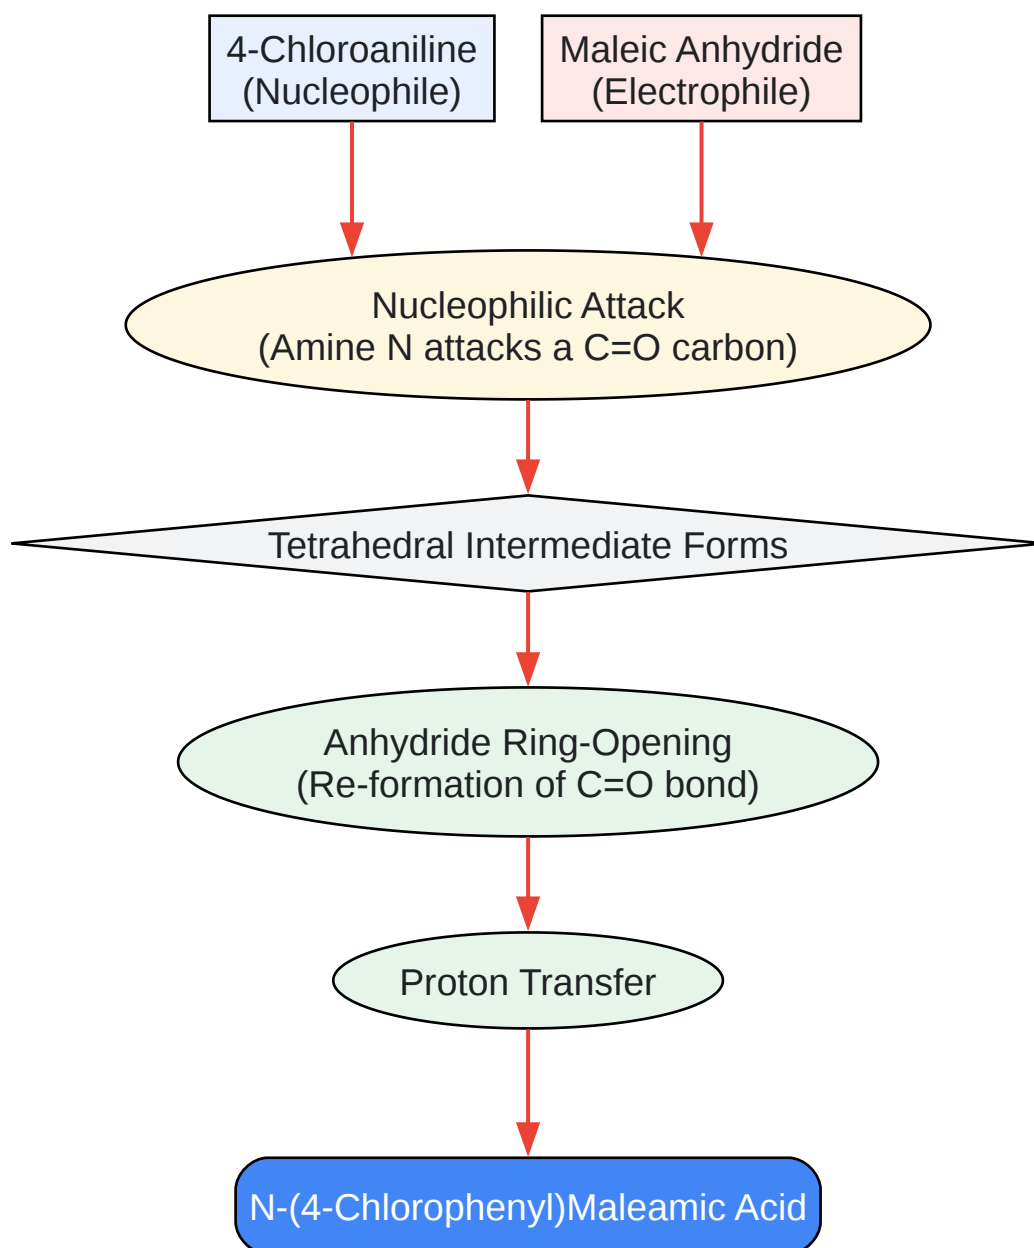 4-Chloroaniline
(Nucleophile)
Maleic Anhydride
(Electrophile)
Nucleophilic Attack
(Amine N attacks a C=O carbon)
Tetrahedral Intermediate Forms
Anhydride Ring-Opening
(Re-formation of C=O bond)
Proton Transfer
N-(4-Chlorophenyl)Maleamic Acid